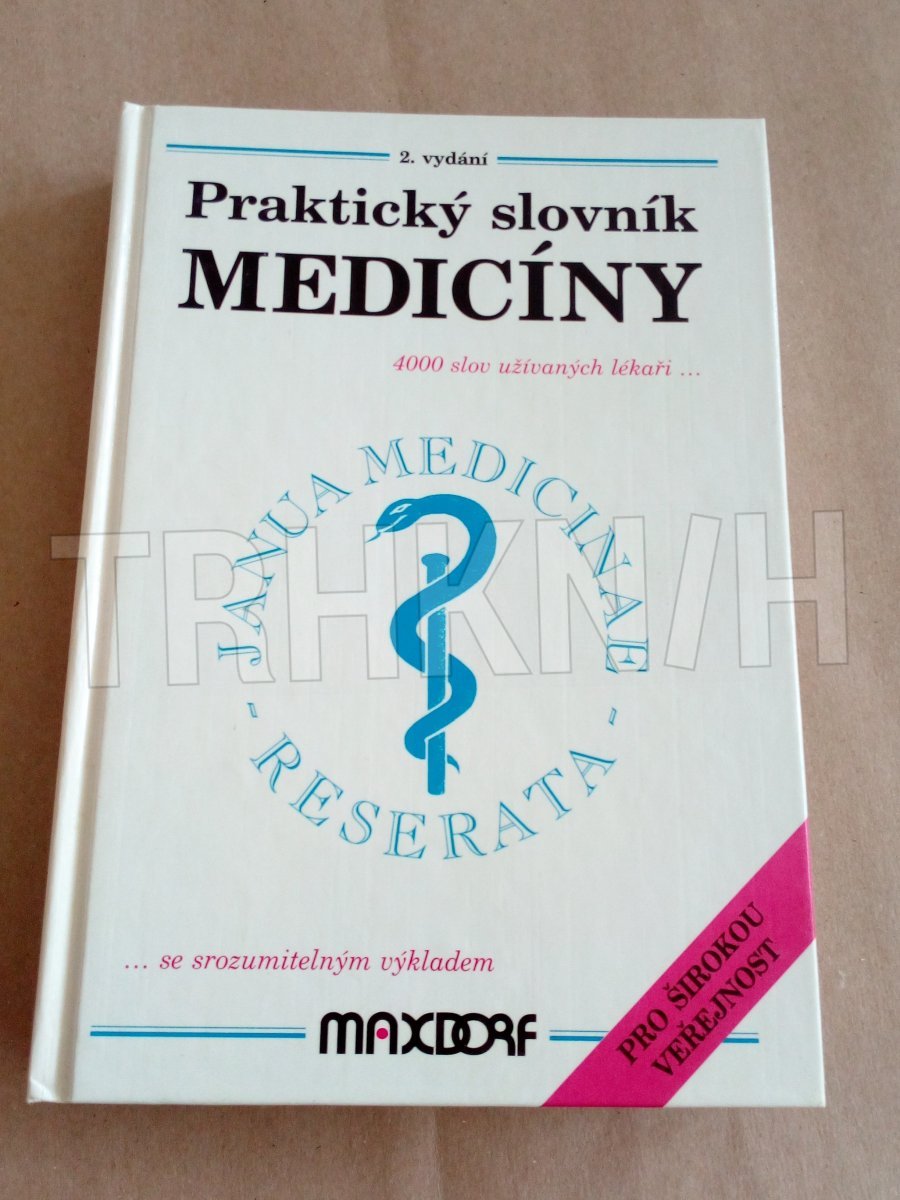 2. vydání
Praktický slovník
MEDICÍNY
4000 slov užívaných lékaři ...
JANUA MEDICINAE
- RESERATA -
TRHKNIH
... se srozumitelným výkladem
MAXDORF
PRO ŠIROKOU
VEŘEJNOST